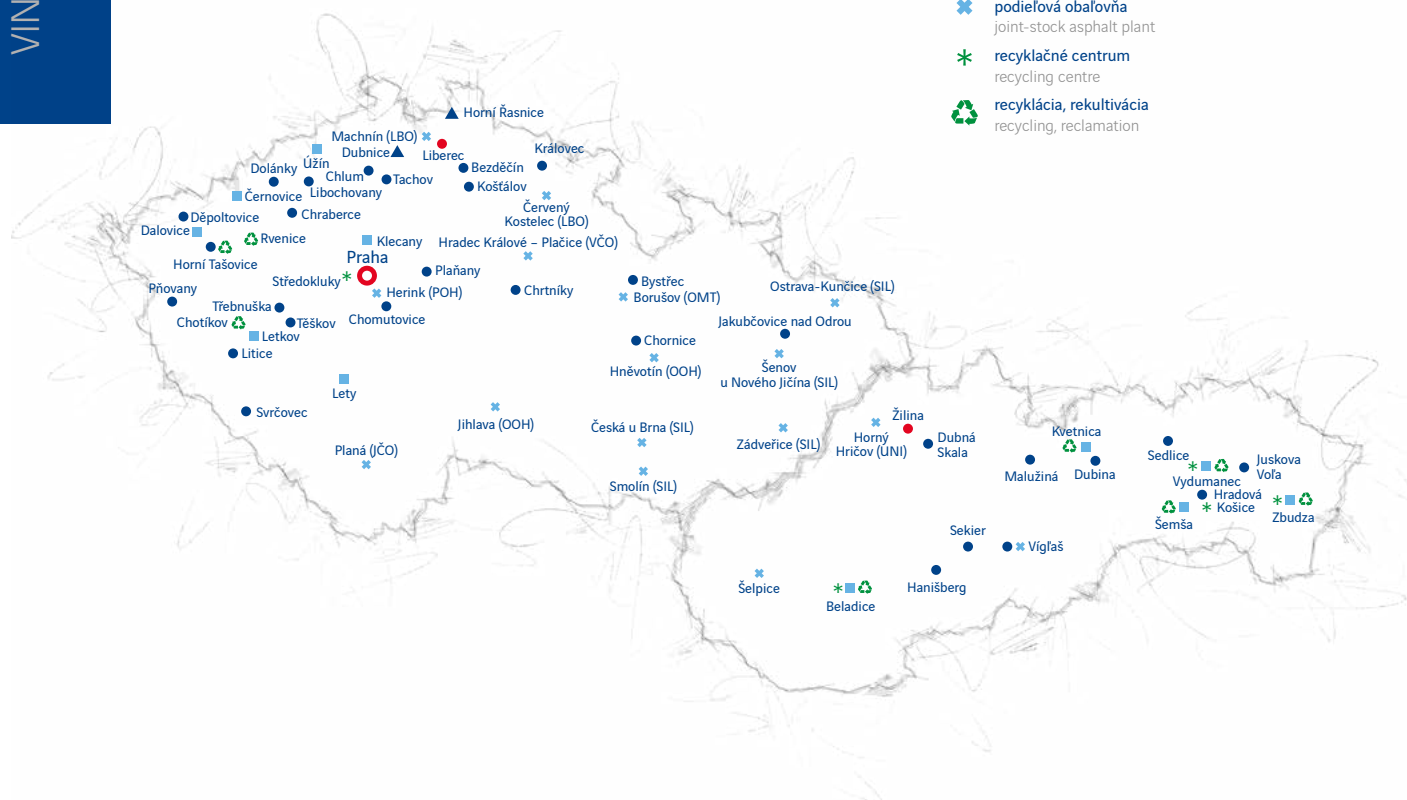 VIN
podieľová obaľovňa
joint-stock asphalt plant
recyklačné centrum
recycling centre
recyklácia, rekultivácia
recycling, reclamation
Horní Řasnice
Machnín (LBO)
Dubnice
Liberec
Královec
Úžín
Dolánky
Chlum
Tachov
Bezděčín
Košťálov
Libochovany
Černovice
Červený
Kostelec (LBO)
Děpoltovice
Chraberce
Dalovice
Rvenice
Klecany
Hradec Králové – Plačice (VČO)
Horní Tašovice
Praha
Středokluky
Plaňany
Pňovany
Herink (POH)
Chrtníky
Bystřec
Borušov (OMT)
Ostrava-Kunčice (SIL)
Třebnuška
Chomutovice
Chotíkov
Těškov
Jakubčovice nad Odrou
Letkov
Litice
Chornice
Hněvotín (OOH)
Šenov
u Nového Jičína (SIL)
Lety
Svrčovec
Jihlava (OOH)
Česká u Brna (SIL)
Zádveřice (SIL)
Planá (JČO)
Smolín (SIL)
Žilina
Horný
Hričov (UNI)
Dubná
Skala
Kvetnica
Malužiná
Dubina
Sedlice
Juskova
Voľa
Vydumanec
Hradová
Košice
Šemša
Zbudza
Sekier
Vígľaš
Šelpice
Hanišberg
Beladice